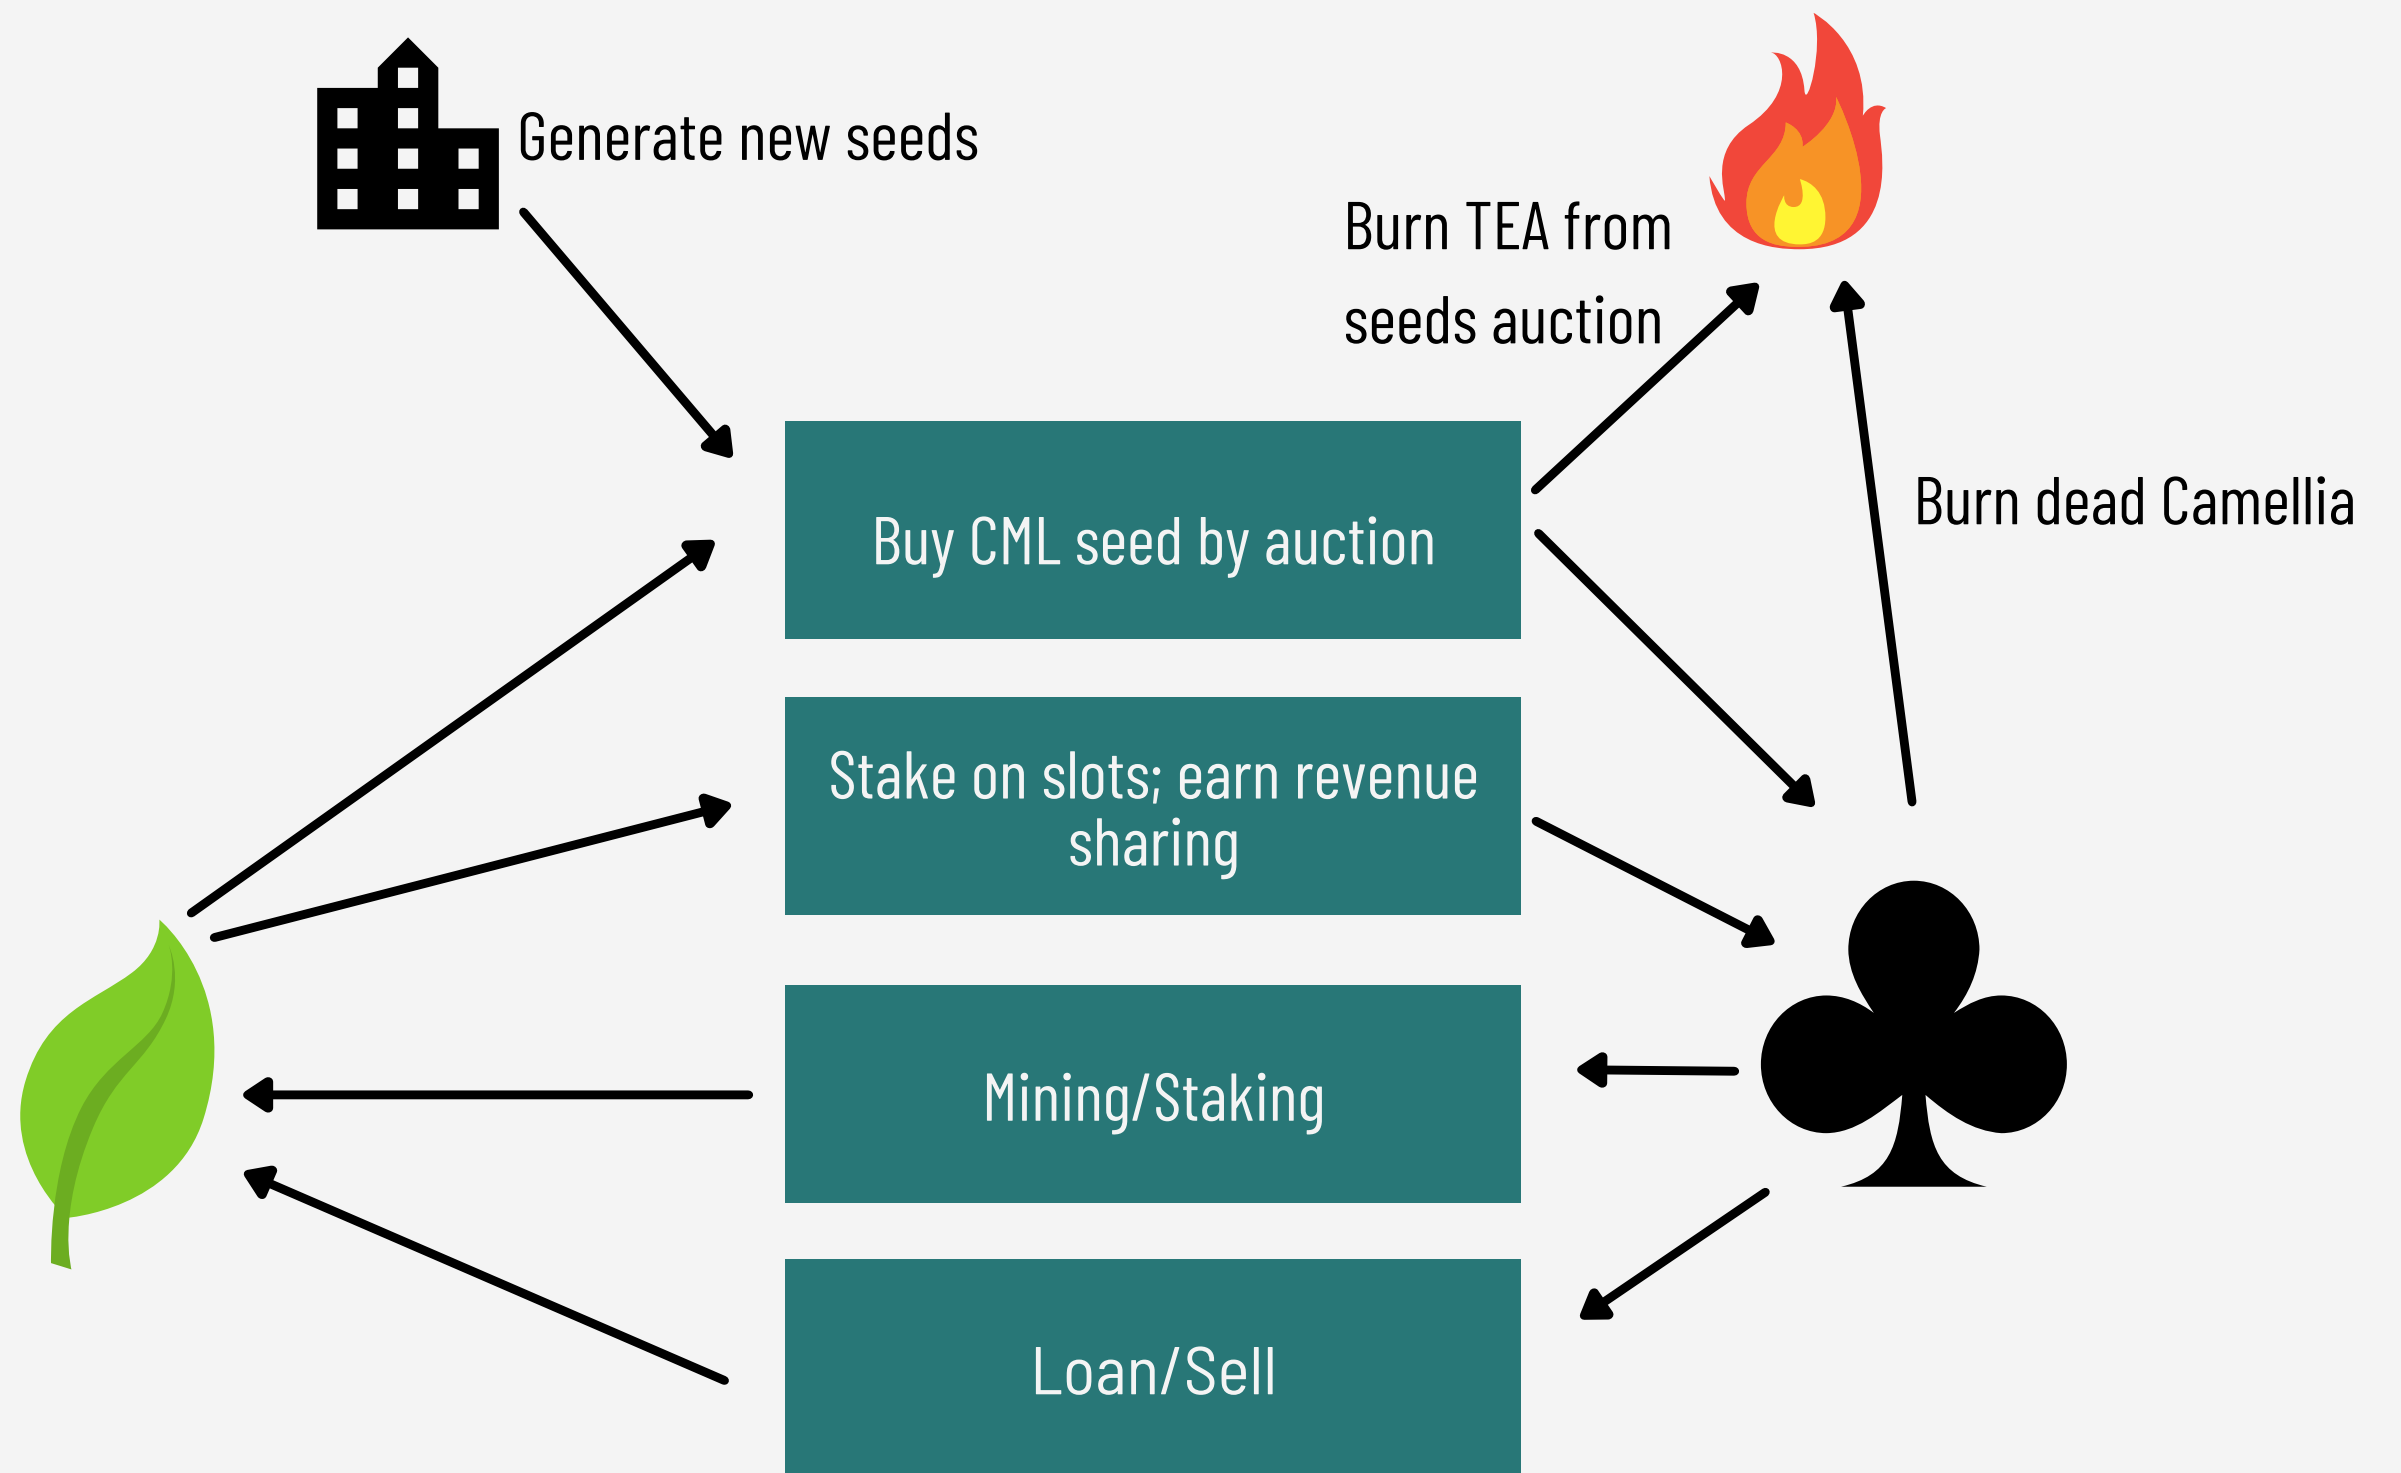 Generate new seeds
Burn TEA from
seeds auction
Burn dead Camellia
Buy CML seed by auction
Stake on slots; earn revenue
sharing
Mining/Staking
Loan/Sell